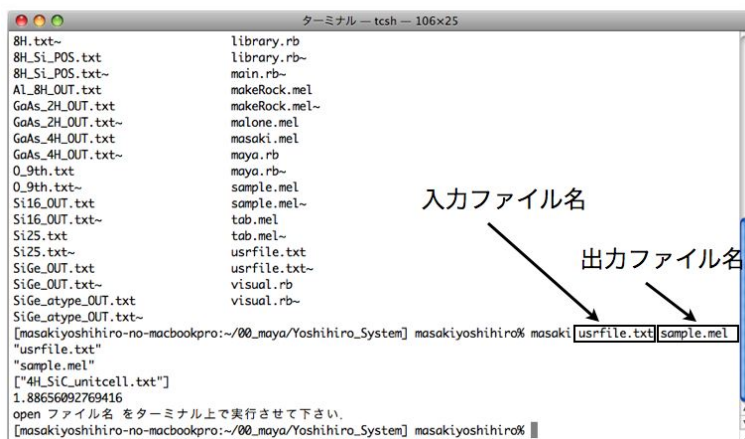 ターミナル — tcsh — 106×25
8H.txt~ library.rb
8H_Si_POS.txt library.rb~
8H_Si_POS.txt~ main.rb~
Al_8H_OUT.txt makeRock.mel
GaAs_2H_OUT.txt makeRock.mel~
GaAs_2H_OUT.txt~ malone.mel
GaAs_4H_OUT.txt masaki.mel
GaAs_4H_OUT.txt~ maya.rb
O_9th.txt maya.rb~
O_9th.txt~ sample.mel
Si16_OUT.txt sample.mel~
Si16_OUT.txt~ tab.mel
Si25.txt tab.mel~
Si25.txt~ usrfile.txt
SiGe_OUT.txt usrfile.txt~
SiGe_OUT.txt~ visual.rb
SiGe_atype_OUT.txt visual.rb~
SiGe_atype_OUT.txt~
入力ファイル名
出力ファイル名
[masakiyoshihiro-no-macbookpro:~/00_maya/Yoshihiro_System] masakiyoshihiro% masaki usrfile.txt sample.mel
"usrfile.txt"
"sample.mel"
["4H_SiC_unitcell.txt"]
1.88656092769416
open ファイル名 をターミナル上で実行させて下さい.
[masakiyoshihiro-no-macbookpro:~/00_maya/Yoshihiro_System] masakiyoshihiro%